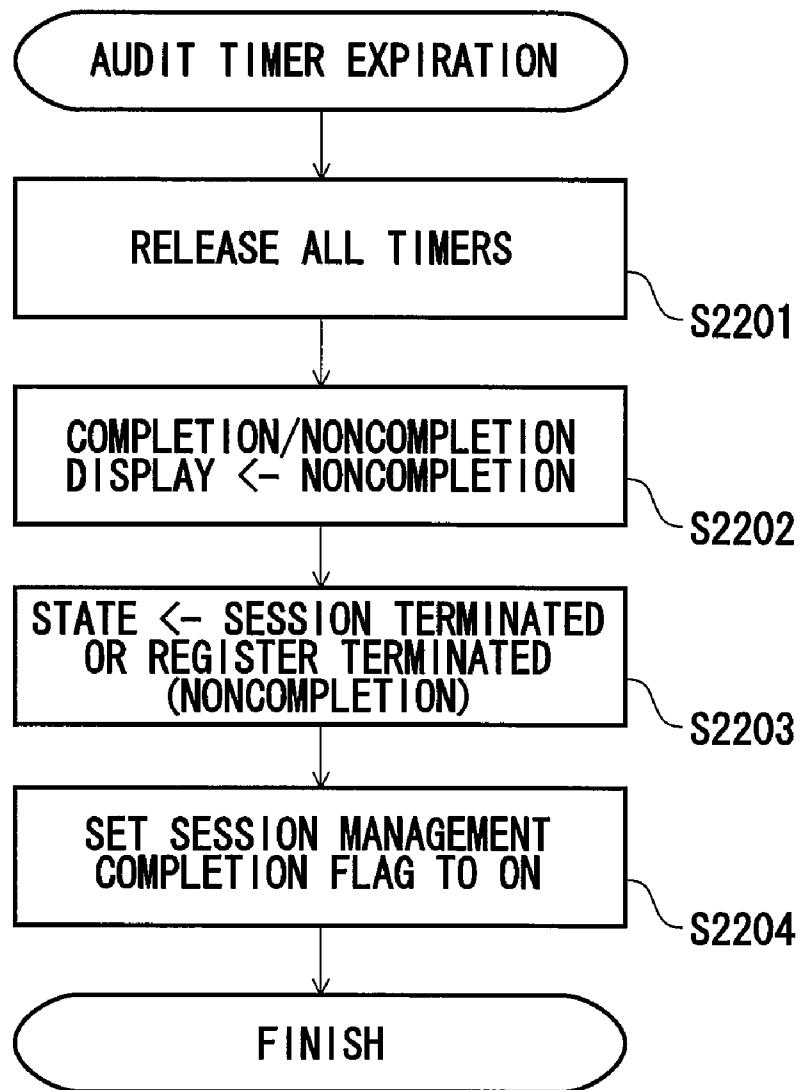 AUDIT TIMER EXPIRATION
RELEASE ALL TIMERS
S2201
COMPLETION/NONCOMPLETION
DISPLAY <- NONCOMPLETION
S2202
STATE <- SESSION TERMINATED
OR REGISTER TERMINATED
(NONCOMPLETION)
S2203
SET SESSION MANAGEMENT
COMPLETION FLAG TO ON
S2204
FINISH